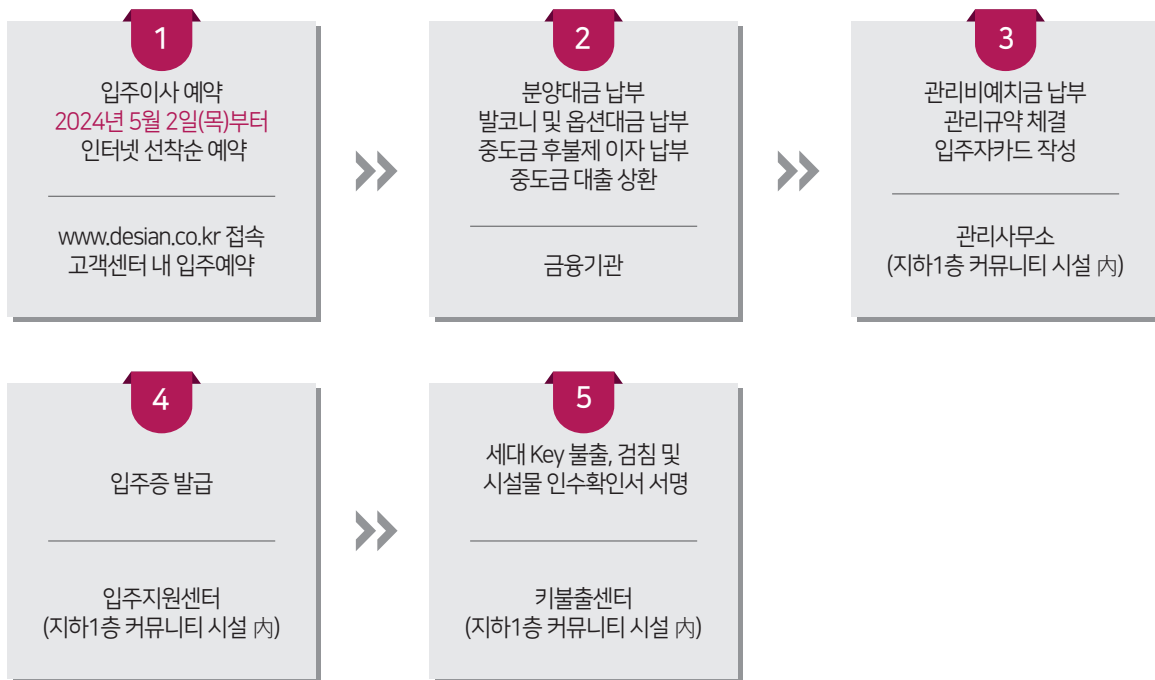 1
입주이사 예약
2024년 5월 2일(목)부터
인터넷 선착순 예약
www.desian.co.kr 접속
고객센터 내 입주예약
2
분양대금 납부
발코니 및 옵션대금 납부
중도금 후불제 이자 납부
중도금 대출 상환
금융기관
3
관리비예치금 납부
관리규약 체결
입주자카드 작성
관리사무소
(지하1층 커뮤니티 시설 內)
4
입주증 발급
입주지원센터
(지하1층 커뮤니티 시설 內)
5
세대 Key 불출, 검침 및
시설물 인수확인서 서명
키불출센터
(지하1층 커뮤니티 시설 內)